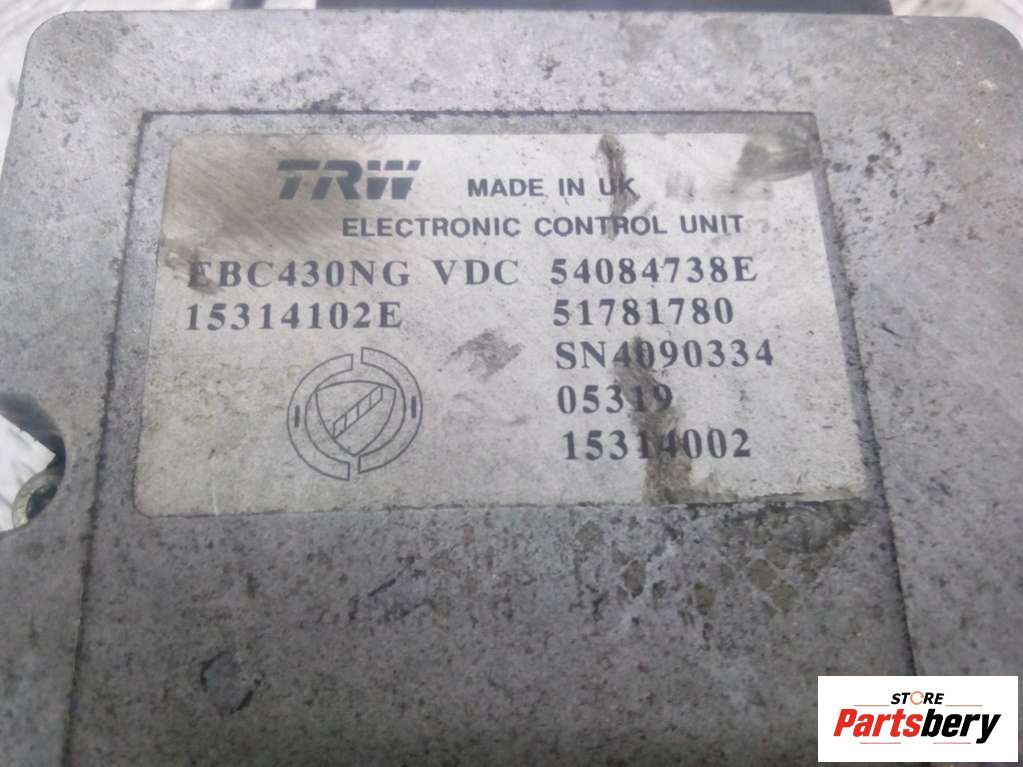 TRW MADE IN UK
ELECTRONIC CONTROL UNIT
EBC430NG VDC 54084738E
15314102E 51781780
SN4090334
05319
15314002
STORE
Partsbery